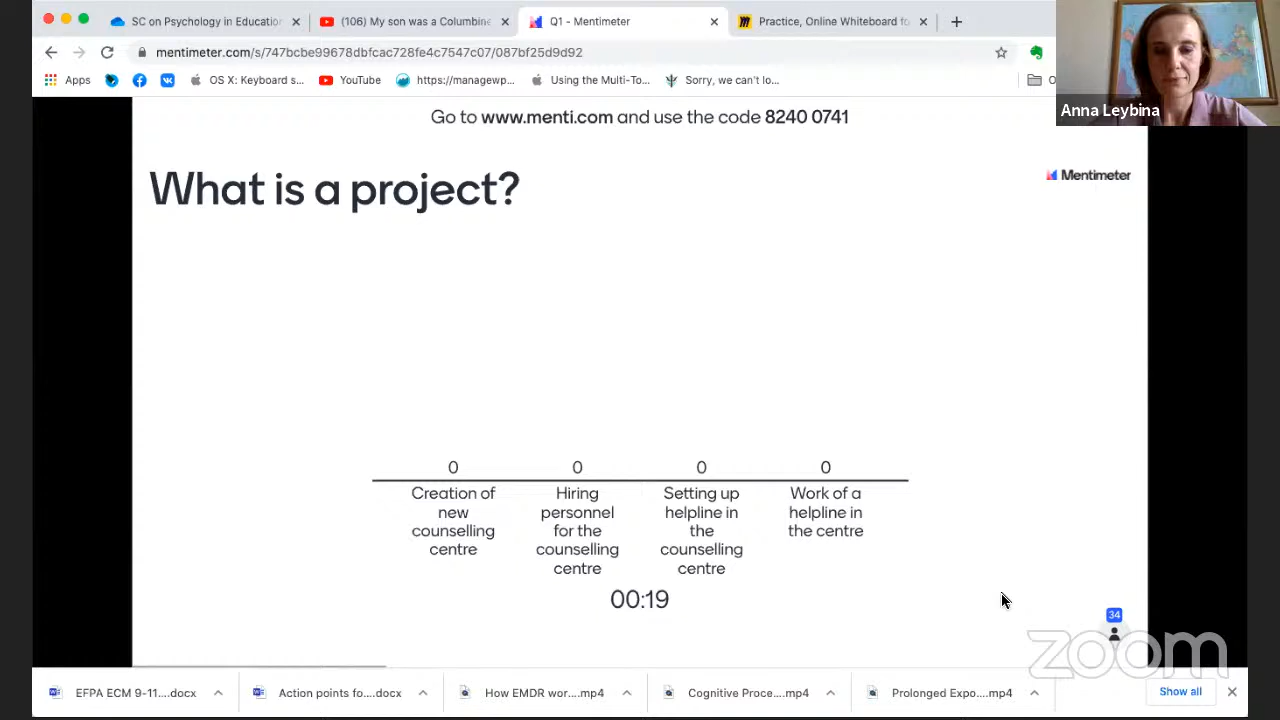 SC on Psychology in Education
(106) My son was a Columbine
Q1 - Mentimeter
Practice, Online Whiteboard fo
mentimeter.com/s/747bcbe99678dbfcac728fe4c7547c07/087bf25d9d92
Apps
OS X: Keyboard s...
YouTube
https://managewp...
Using the Multi-To...
Sorry, we can't lo...
Anna Leybina
Go to www.menti.com and use the code 8240 0741
What is a project?
Mentimeter
0 0 0 0
Creation of
new
counselling
centre
Hiring
personnel
for the
counselling
centre
Setting up
helpline in
the
counselling
centre
Work of a
helpline in
the centre
00:19
34
zoom
EFPA ECM 9-11....docx
Action points fo....docx
How EMDR wor....mp4
Cognitive Proce....mp4
Prolonged Expo....mp4
Show all